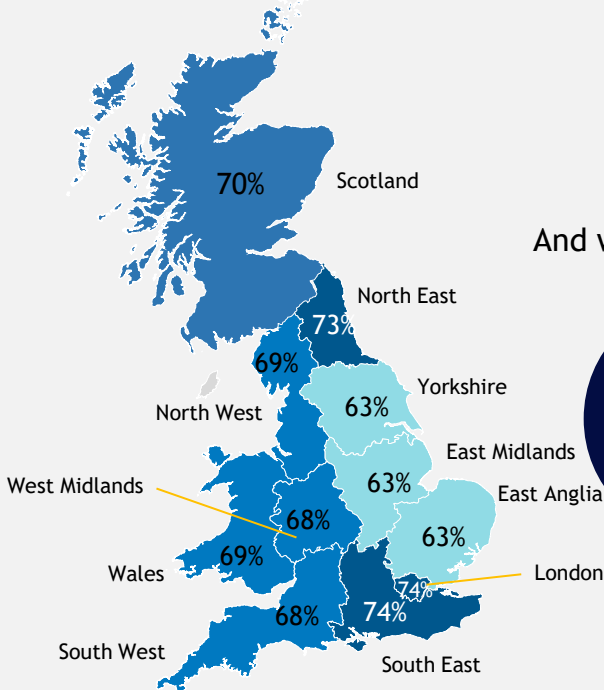 70%
Scotland
And
North East
73%
69%
Yorkshire
63%
North West
East Midlands
63%
West Midlands
East Anglia
68%
63%
69%
Wales
London
74%
74%
68%
South West
South East